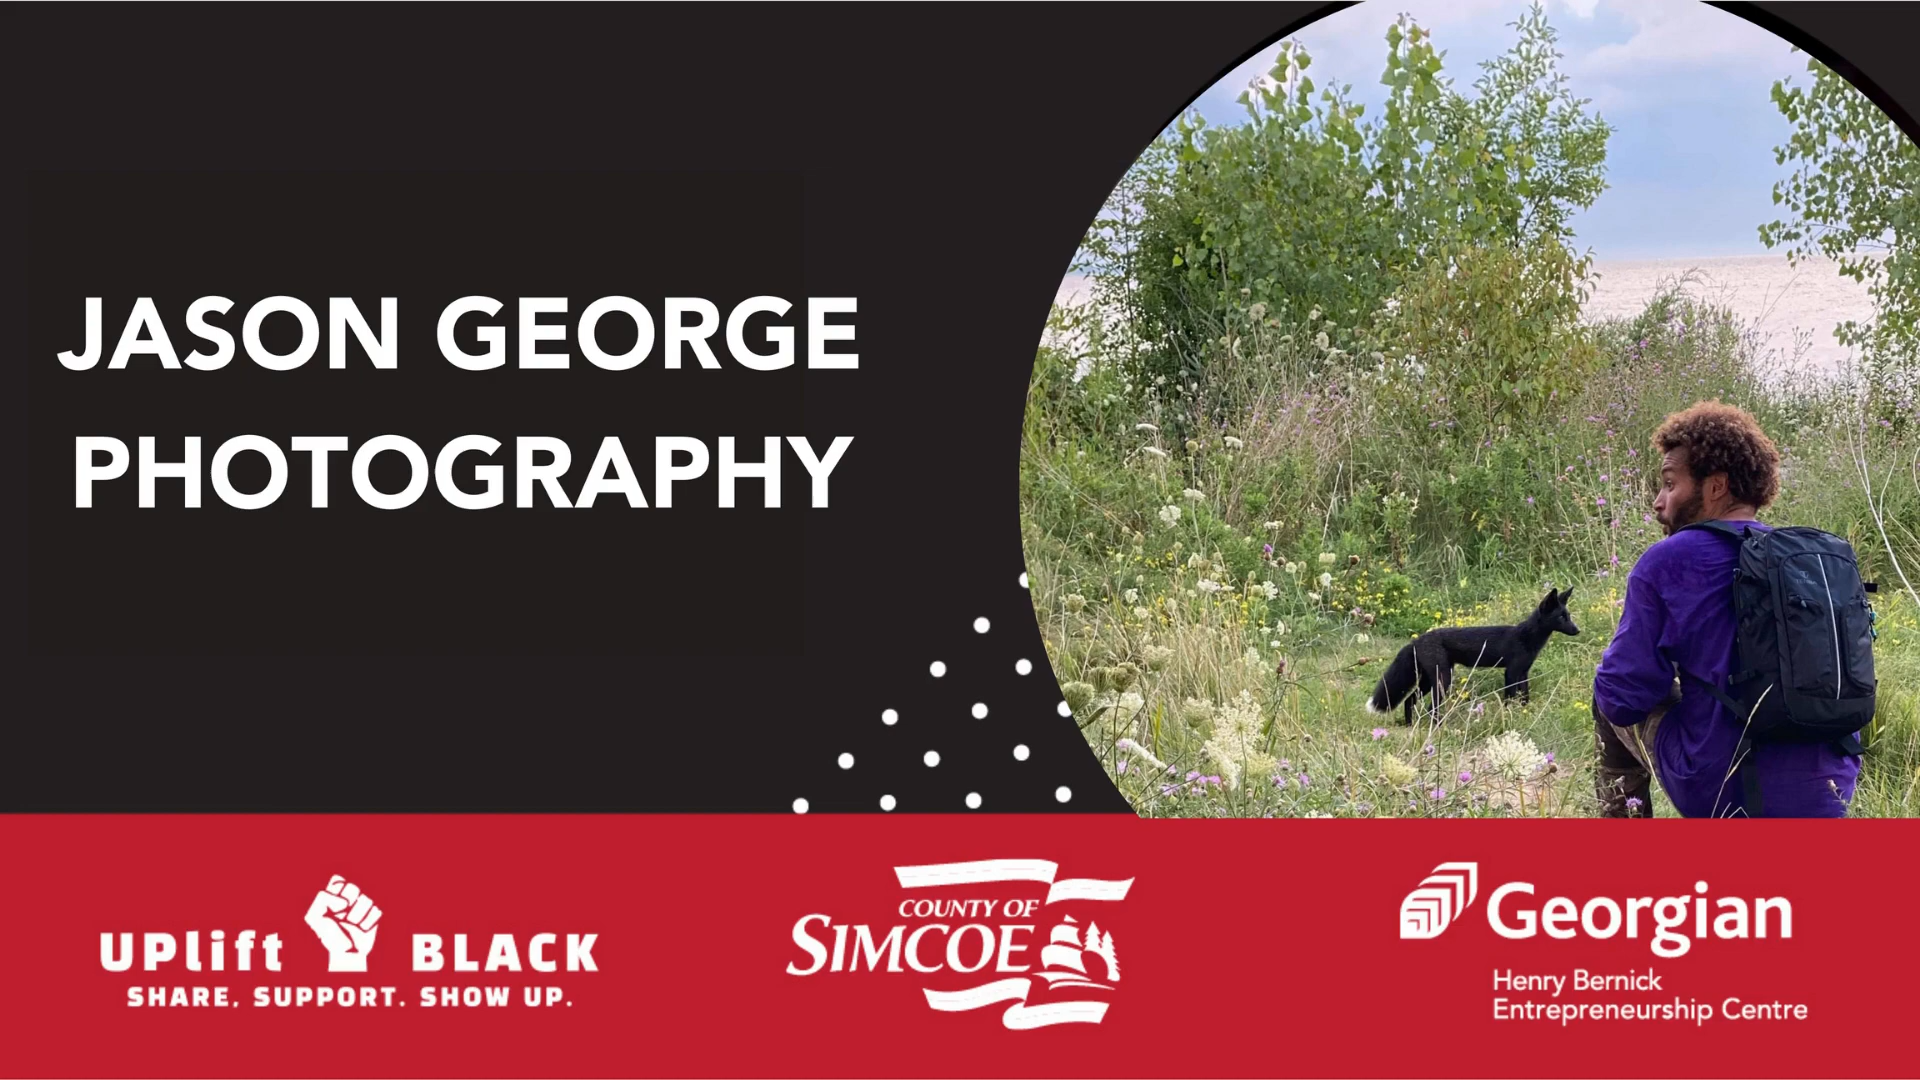 JASON GEORGE
PHOTOGRAPHY
UPlift BLACK
SHARE. SUPPORT. SHOW UP.
COUNTY OF
SIMCOE
Georgian
Henry Bernick
Entrepreneurship Centre